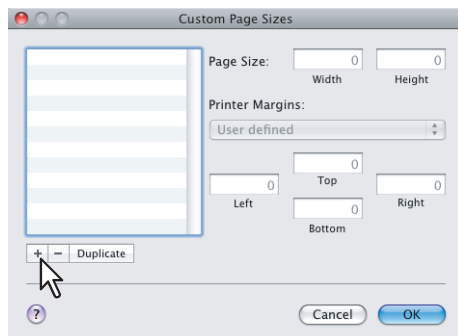 Custom Page Sizes
Page Size: 0 0
Width Height
Printer Margins:
User defined
0
Top
0 0
Left Right
0
Bottom
+ − Duplicate
? Cancel OK